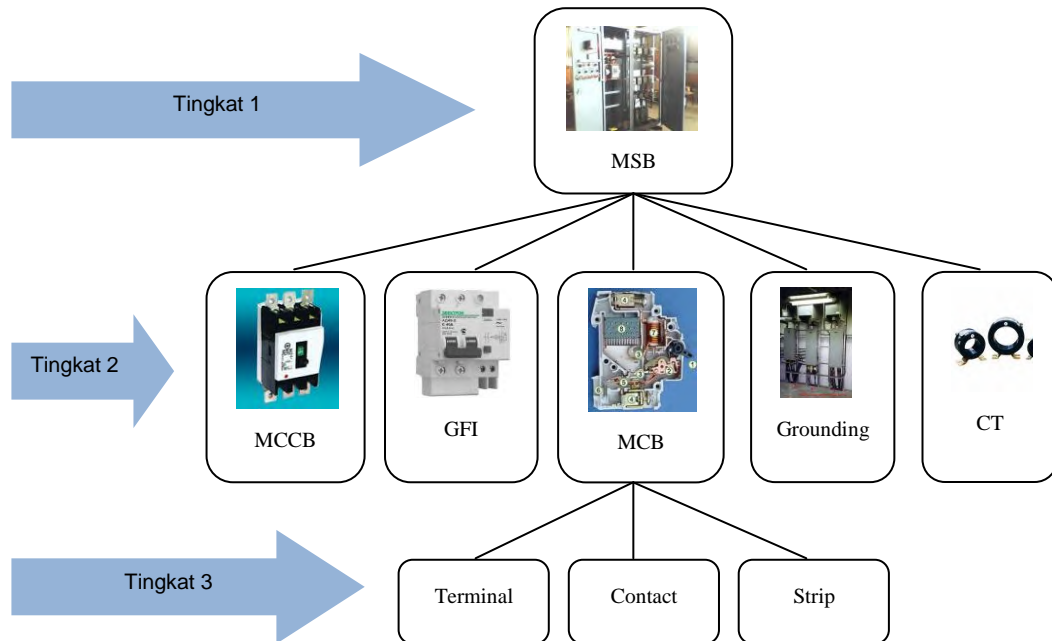 Tingkat 1
MSB
Tingkat 2
MCCB
GFI
MCB
Grounding
CT
Tingkat 3
Terminal
Contact
Strip